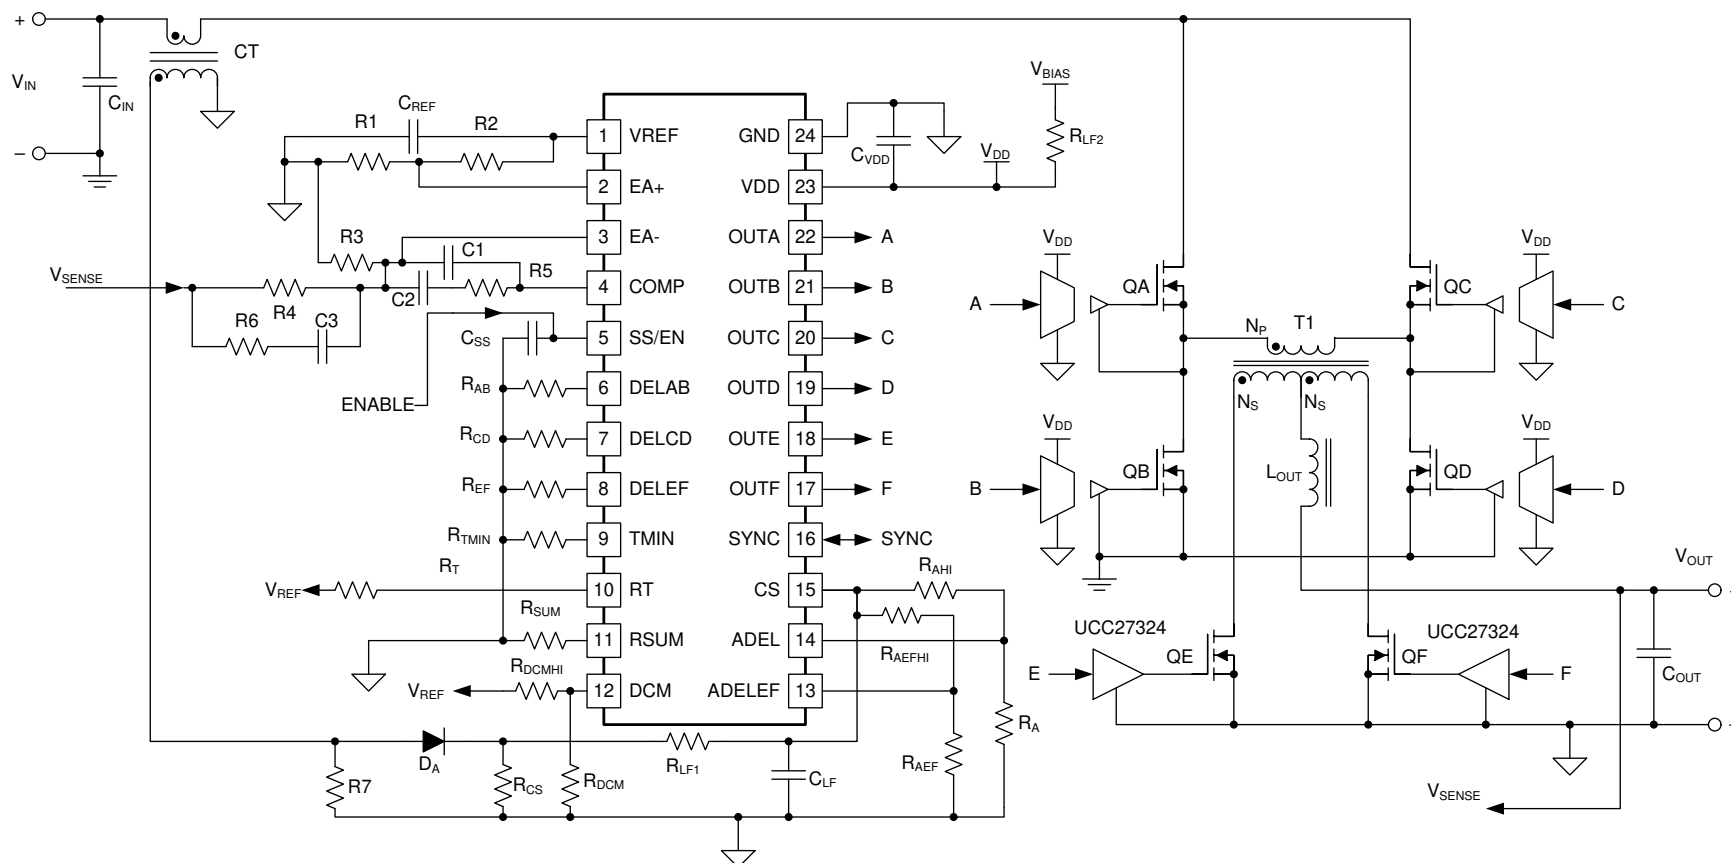 +
CT
V_IN
C_IN
–
V_BIAS
R_LF2
C_REF
R1
R2
1 VREF
GND 24
C_VDD
V_DD
2 EA+
VDD 23
3 EA-
OUTA 22 A
R3
C1
V_SENSE
R4
C2
R5
4 COMP
OUTB 21 B
R6
C3
ENABLE
C_SS
5 SS/EN
OUTC 20 C
R_AB
6 DELAB
OUTD 19 D
R_CD
7 DELCD
OUTE 18 E
R_EF
8 DELEF
OUTF 17 F
R_TMIN
9 TMIN
SYNC 16 SYNC
R_T
V_REF
10 RT
CS 15
R_AHI
R_SUM
11 RSUM
ADEL 14
R_AEFHI
R_DCMHI
V_REF
12 DCM
ADELEF 13
R_A
D_A
R_LF1
R_AEF
R7
R_CS
R_DCM
C_LF
V_DD
QA
A
V_DD
QC
C
N_P
T1
N_S
N_S
V_DD
QB
B
L_OUT
V_DD
QD
D
V_OUT
UCC27324
QE
E
UCC27324
QF
F
C_OUT
V_SENSE